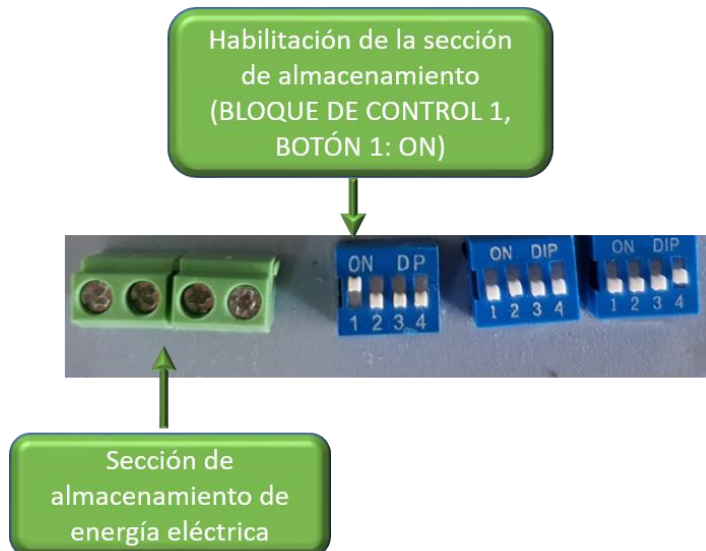 Habilitación de la sección
de almacenamiento
(BLOQUE DE CONTROL 1,
BOTÓN 1: ON)
ON DP
1 2 3 4
ON DIP
1 2 3 4
ON DIP
1 2 3 4
Sección de
almacenamiento de
energía eléctrica